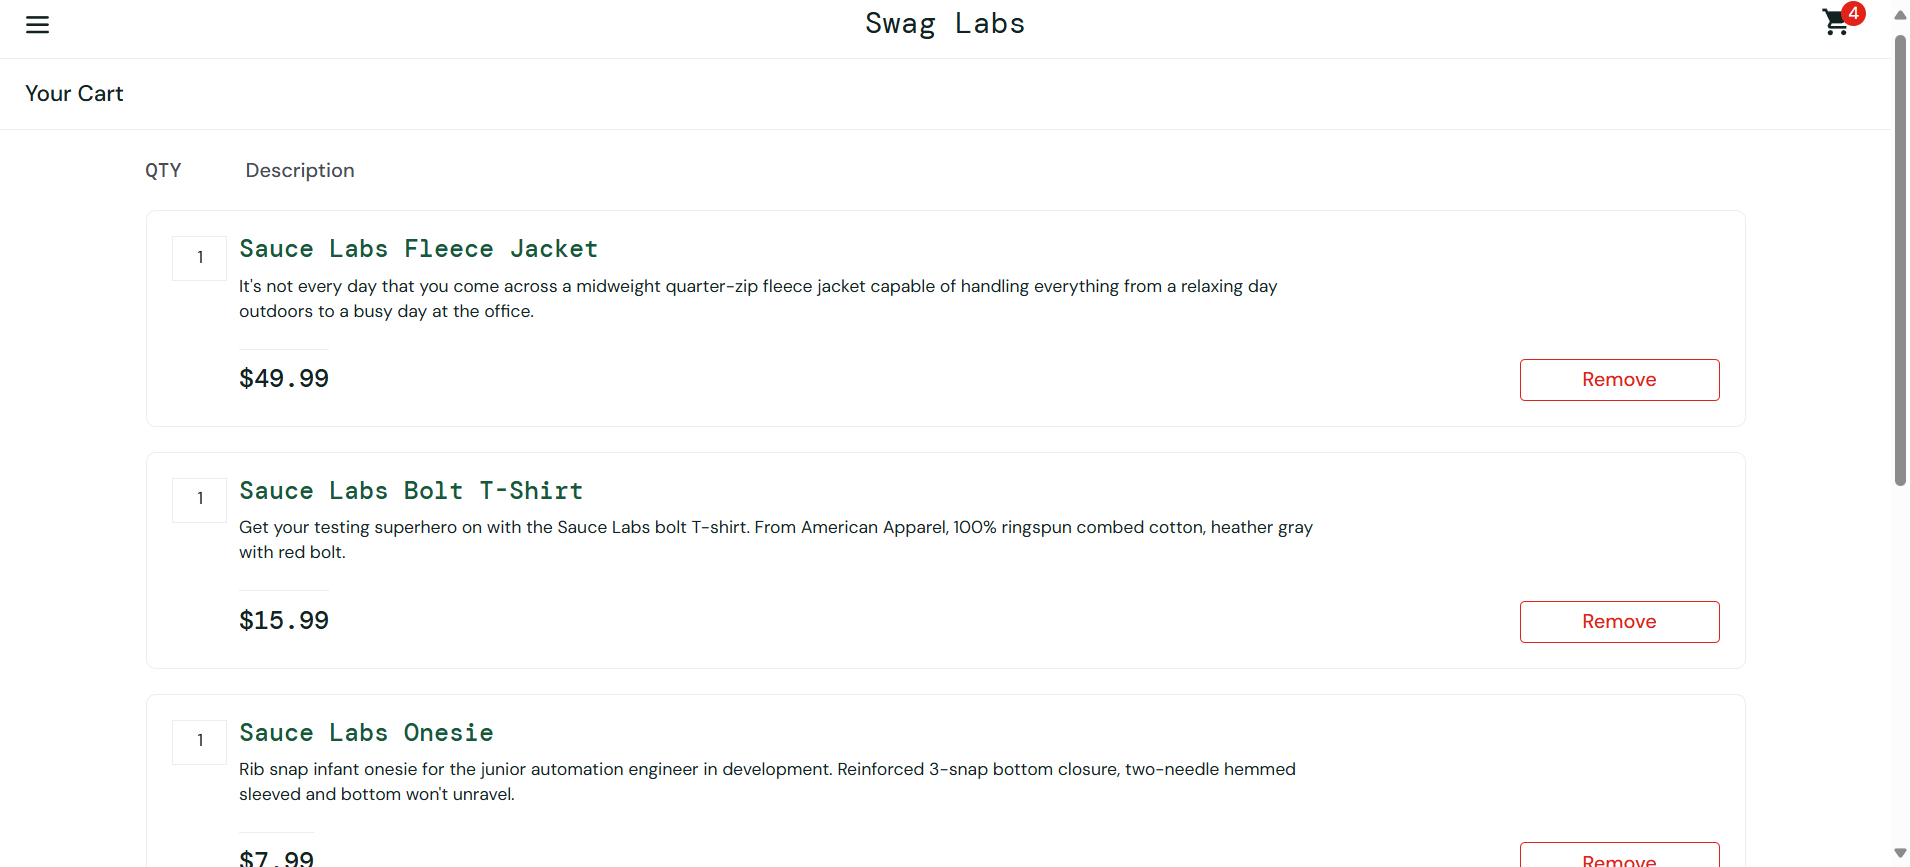 Swag Labs
4
Your Cart
QTY Description
1
Sauce Labs Fleece Jacket
It's not every day that you come across a midweight quarter-zip fleece jacket capable of handling everything from a relaxing day
outdoors to a busy day at the office.
$49.99
Remove
1
Sauce Labs Bolt T-Shirt
Get your testing superhero on with the Sauce Labs bolt T-shirt. From American Apparel, 100% ringspun combed cotton, heather gray
with red bolt.
$15.99
Remove
1
Sauce Labs Onesie
Rib snap infant onesie for the junior automation engineer in development. Reinforced 3-snap bottom closure, two-needle hemmed
sleeved and bottom won't unravel.
$7.99
Remove